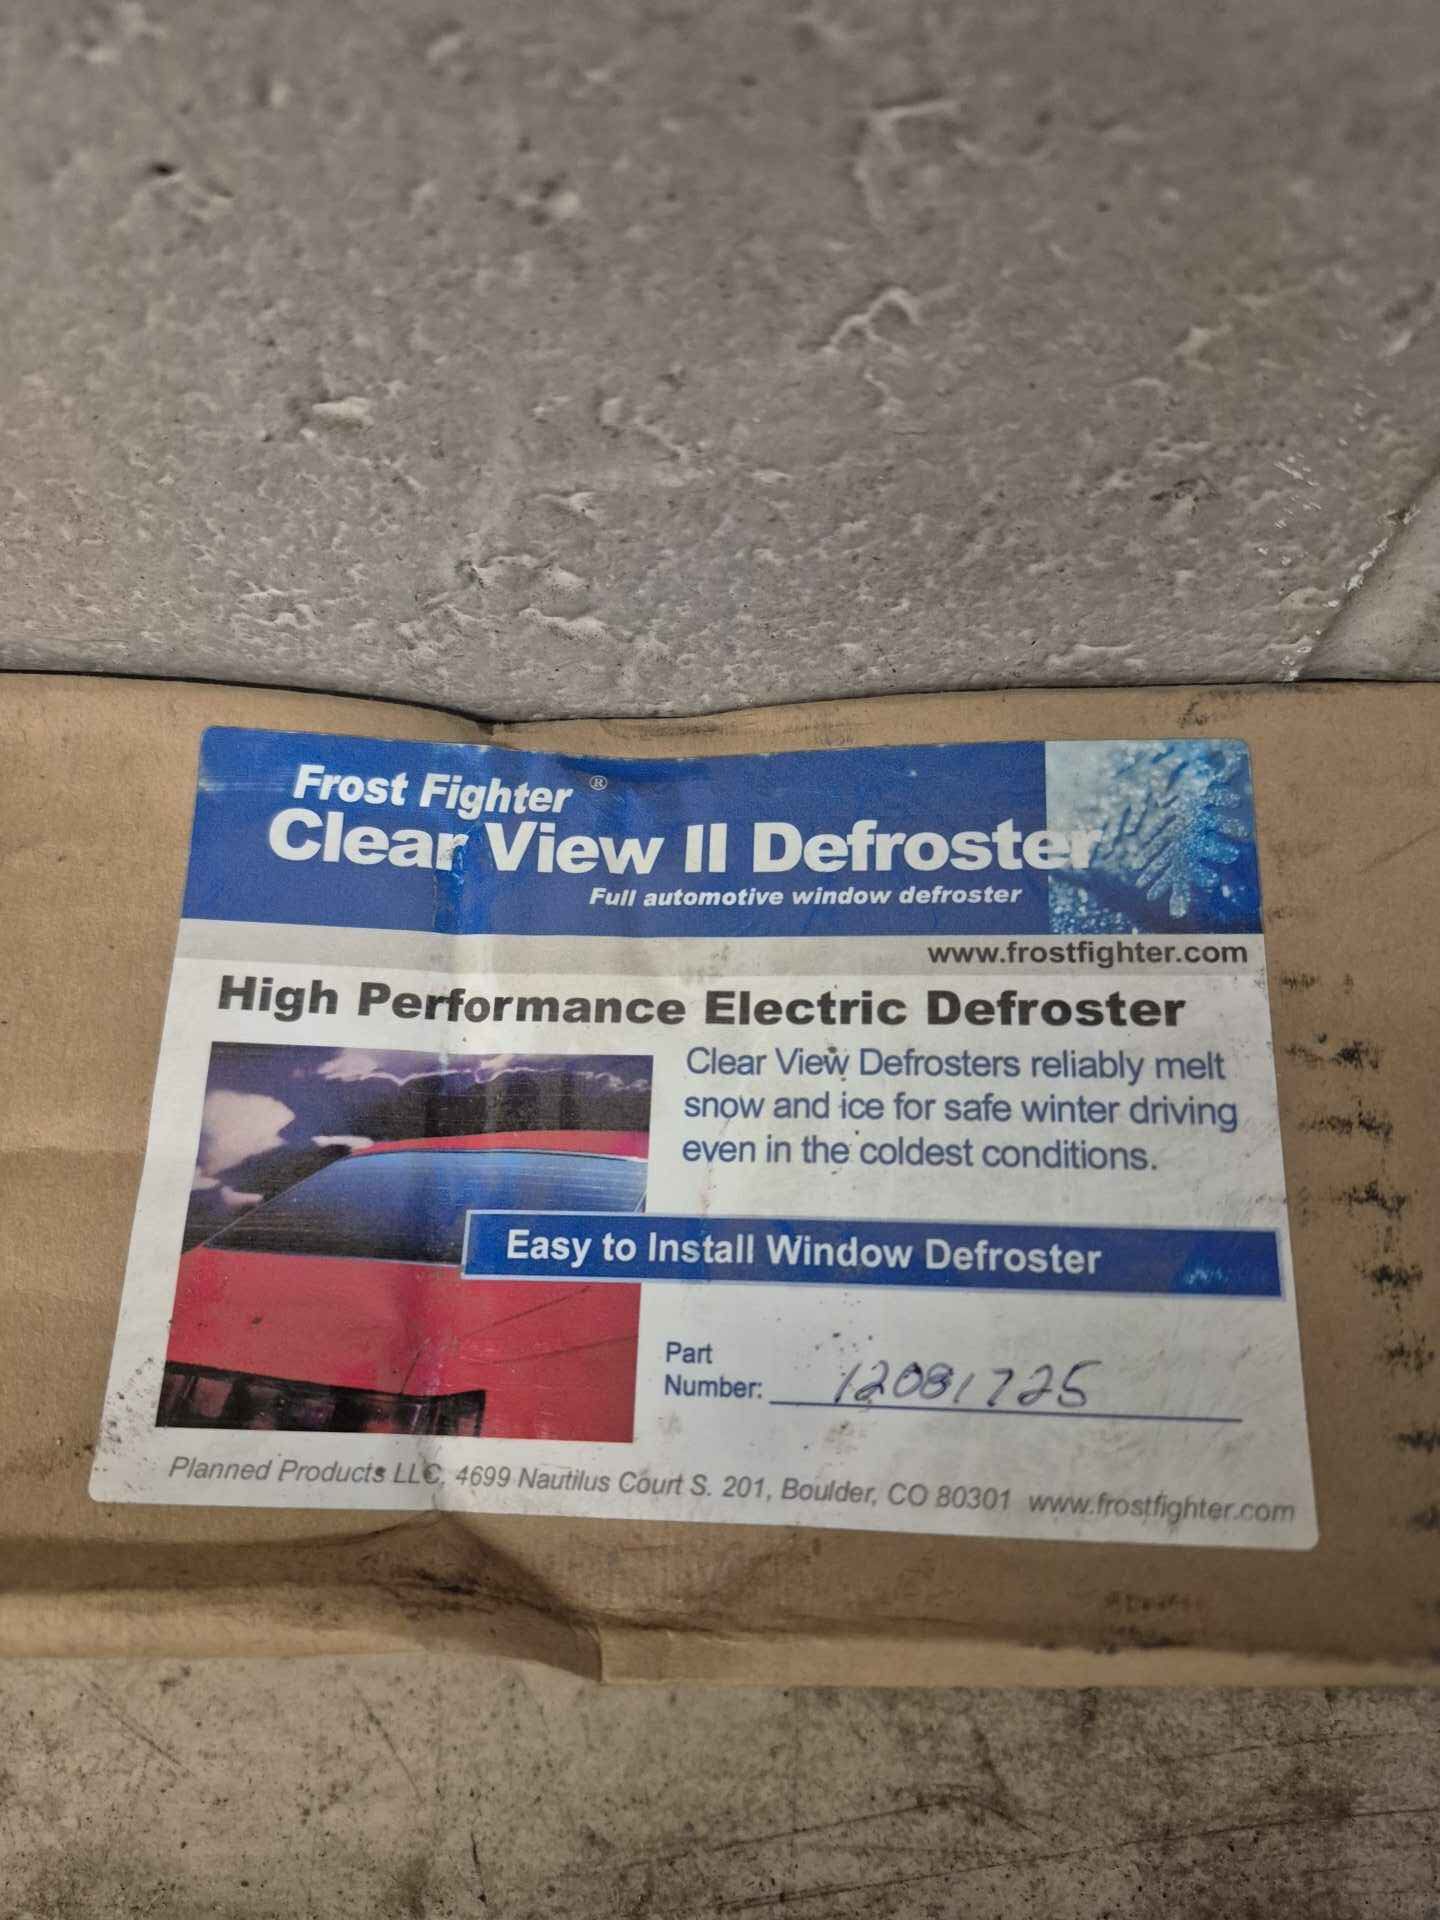 Frost Fighter ®
Clear View II Defroster
Full automotive window defroster
www.frostfighter.com
High Performance Electric Defroster
Clear View Defrosters reliably melt
snow and ice for safe winter driving
even in the coldest conditions.
Easy to Install Window Defroster
Part
Number: 12081725
Planned Products LLC, 4699 Nautilus Court S. 201, Boulder, CO 80301 www.frostfighter.com